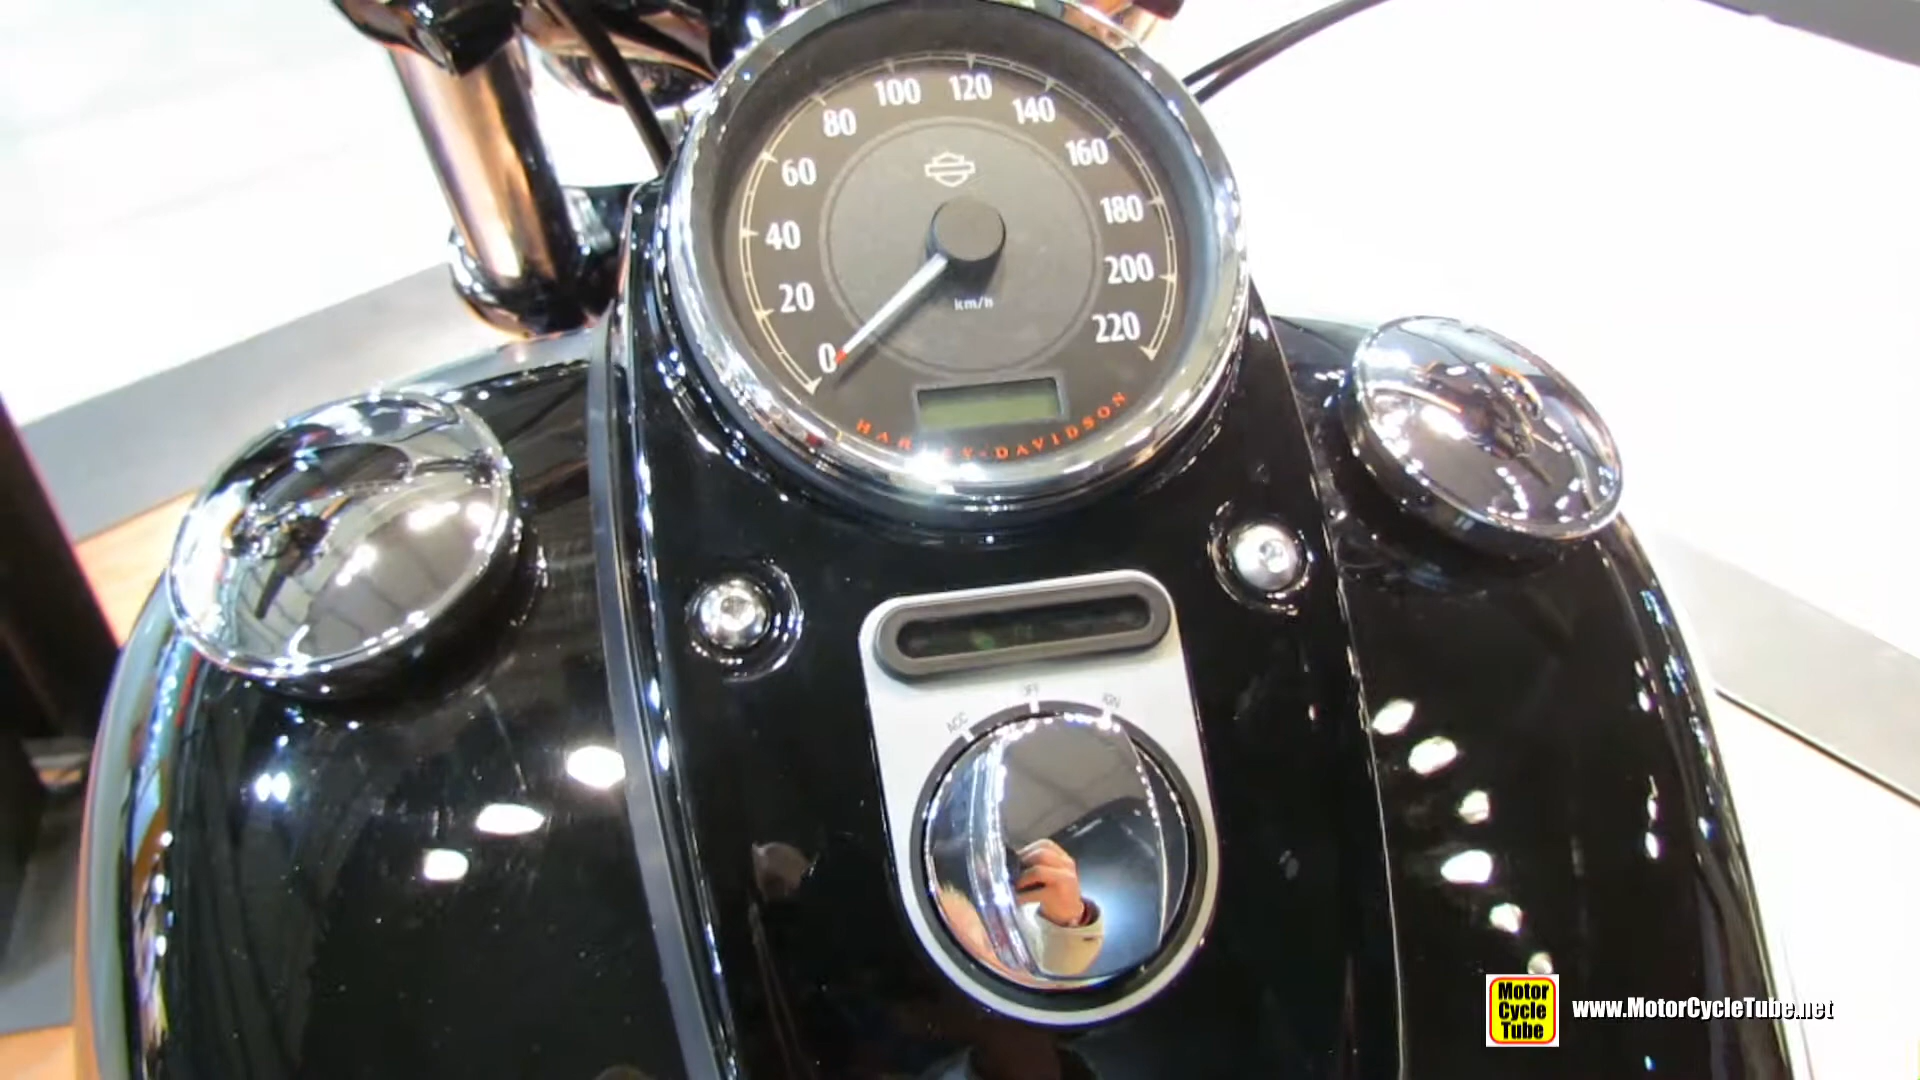 0
20
40
60
80
100
120
140
160
180
200
220
km/h
HARLEY-DAVIDSON
ACC
OFF
IGN
Motor
Cycle
Tube
www.MotorCycleTube.net